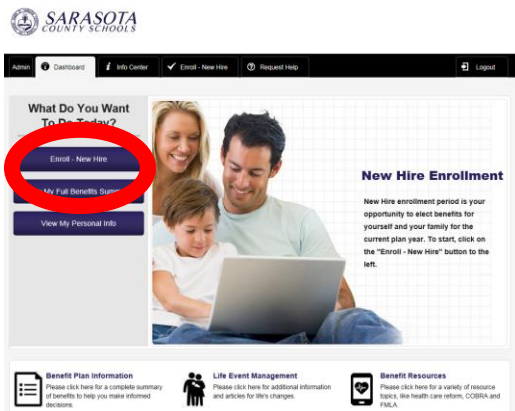 SARASOTA
COUNTY SCHOOLS
Admin Dashboard Info Center Enroll - New Hire Request Help Logout
What Do You Want
To Do Today?
Enroll - New Hire
My Full Benefits Summ
View My Personal Info
New Hire Enrollment
New Hire enrollment period is your
opportunity to elect benefits for
yourself and your family for the
current plan year. To start, click on
the "Enroll - New Hire" button to the
left.
Benefit Plan Information
Please click here for a complete summary
of benefits to help you make informed
decisions.
Life Event Management
Please click here for additional information
and articles for life's changes.
Benefit Resources
Please click here for a variety of resource
topics, like health care reform, COBRA and
FMLA.